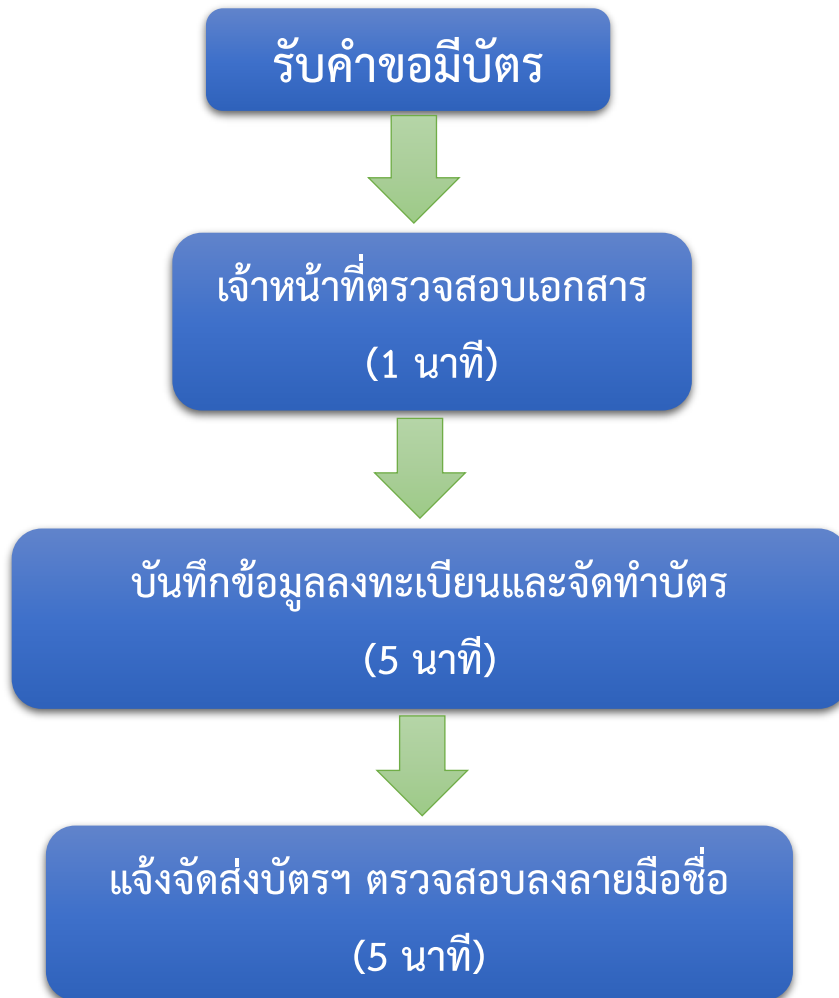 รับคำขอมีบัตร
เจ้าหน้าที่ตรวจสอบเอกสาร
(1 นาที)
บันทึกข้อมูลลงทะเบียนและจัดทำบัตร
(5 นาที)
แจ้งจัดส่งบัตรฯ ตรวจสอบลงลายมือชื่อ
(5 นาที)